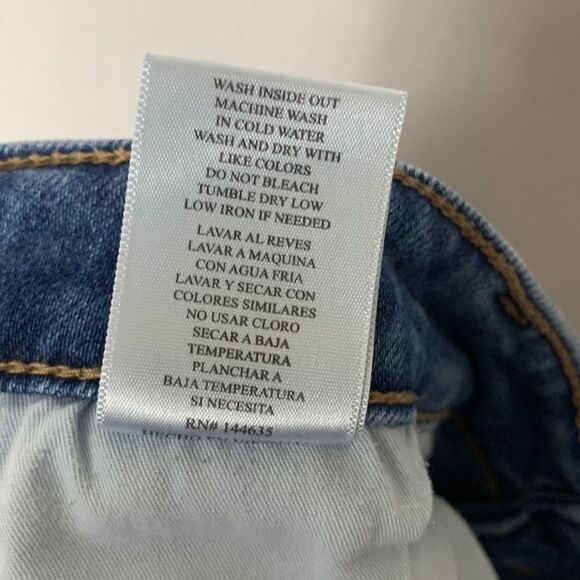 WASH INSIDE OUT
MACHINE WASH
IN COLD WATER
WASH AND DRY WITH
LIKE COLORS
DO NOT BLEACH
TUMBLE DRY LOW
LOW IRON IF NEEDED
LAVAR AL REVES
LAVAR A MAQUINA
CON AGUA FRIA
LAVAR Y SECAR CON
COLORES SIMILARES
NO USAR CLORO
SECAR A BAJA
TEMPERATURA
PLANCHAR A
BAJA TEMPERATURA
SI NECESITA
RN# 144635
HECHO EN